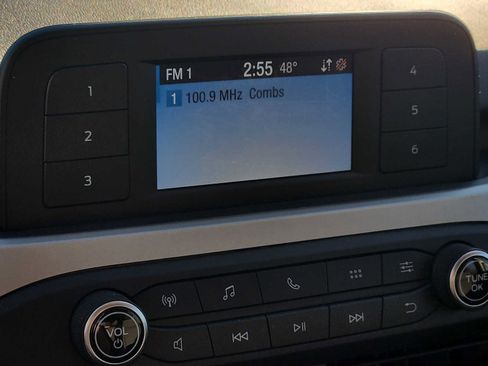 FM 1 2:55 48°
1 100.9 MHz Combs
1
2
3
4
5
6
VOL
TUNE
OK